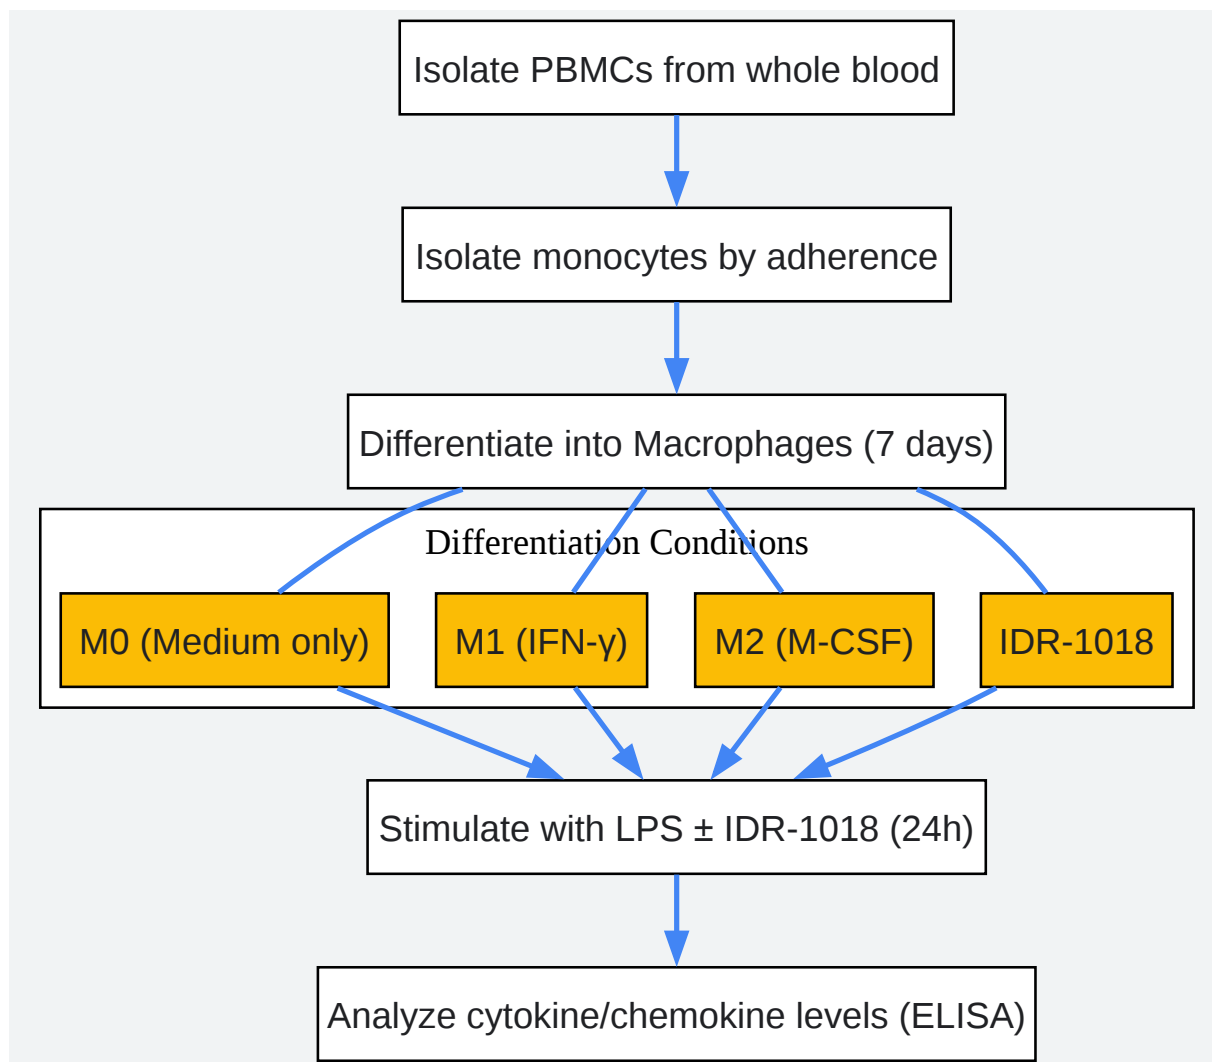 Isolate PBMCs from whole blood
Isolate monocytes by adherence
Differentiate into Macrophages (7 days)
Differentiation Conditions
M0 (Medium only)
M1 (IFN-γ)
M2 (M-CSF)
IDR-1018
Stimulate with LPS ± IDR-1018 (24h)
Analyze cytokine/chemokine levels (ELISA)